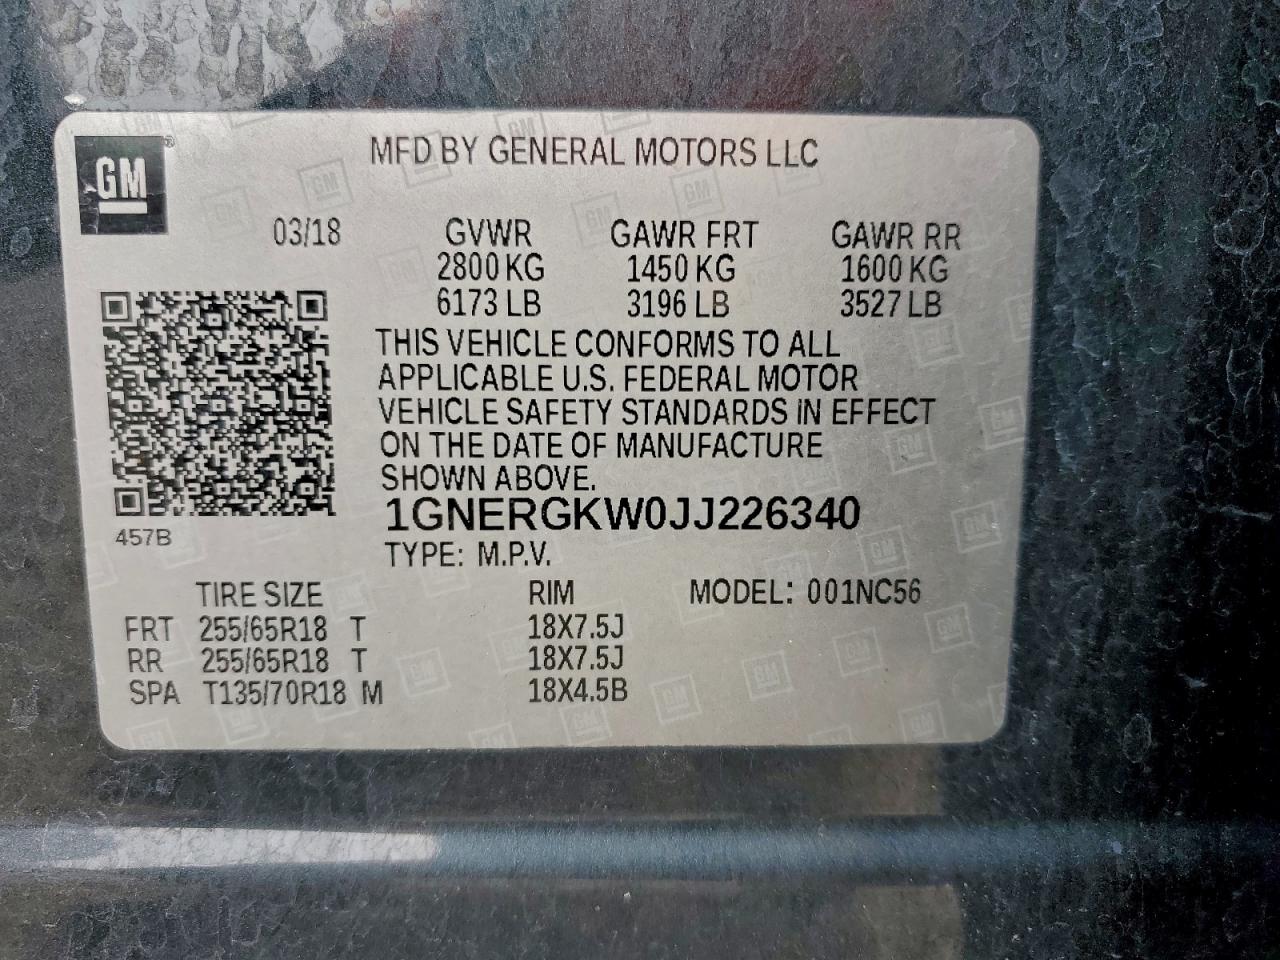 GM
MFD BY GENERAL MOTORS LLC
03/18 GVWR GAWR FRT GAWR RR
2800 KG 1450 KG 1600 KG
6173 LB 3196 LB 3527 LB
THIS VEHICLE CONFORMS TO ALL
APPLICABLE U.S. FEDERAL MOTOR
VEHICLE SAFETY STANDARDS IN EFFECT
ON THE DATE OF MANUFACTURE
SHOWN ABOVE.
1GNERGKW0JJ226340
457B
TYPE: M.P.V.
TIRE SIZE RIM MODEL: 001NC56
FRT 255/65R18 T 18X7.5J
RR 255/65R18 T 18X7.5J
SPA T135/70R18 M 18X4.5B